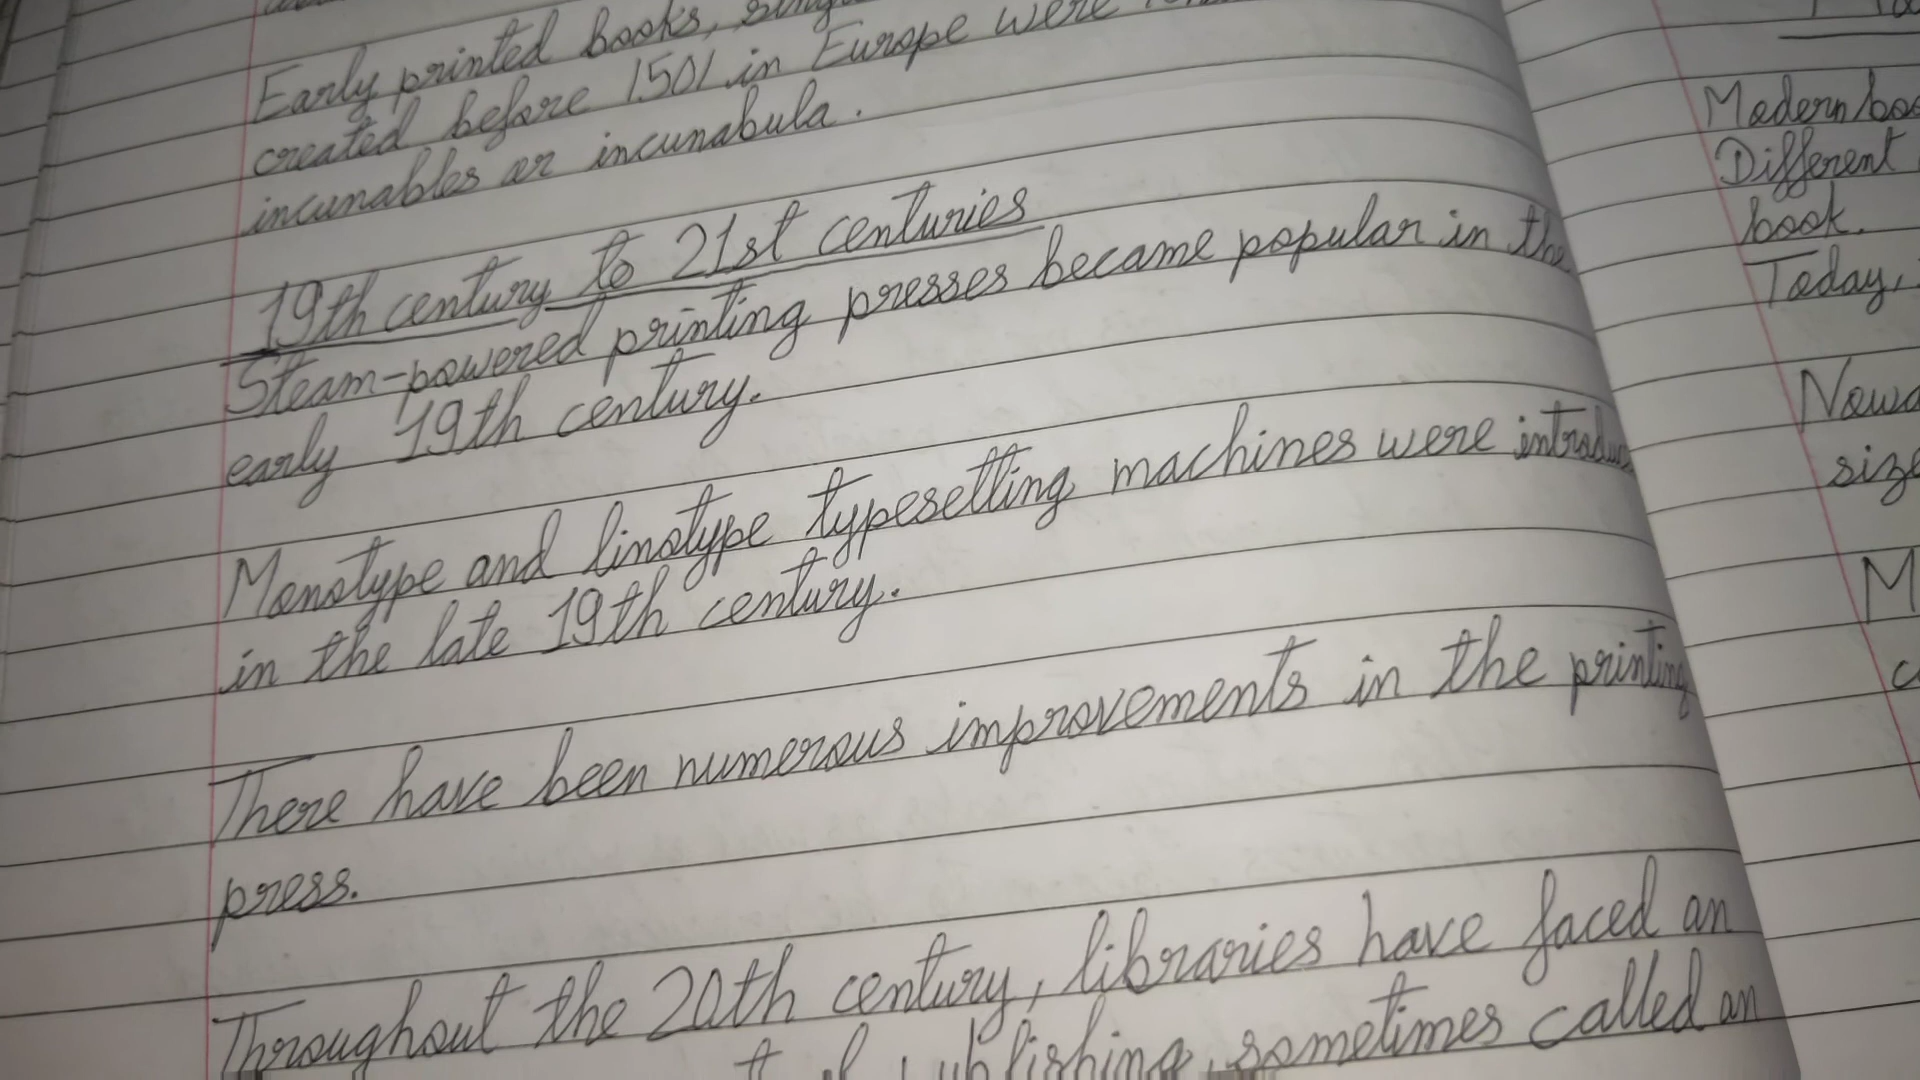 Early printed books,
created before 1501 in Europe were
incunables or incunabula.
19th century to 21st centuries
Steam-powered printing presses became popular in the
early 19th century.
Monotype and linotype typesetting machines were
in the late 19th century.
There have been numerous improvements in the printing
press.
Throughout the 20th century, libraries have faced an
publishing, sometimes called an
Modern
Different
book.
Today,
M